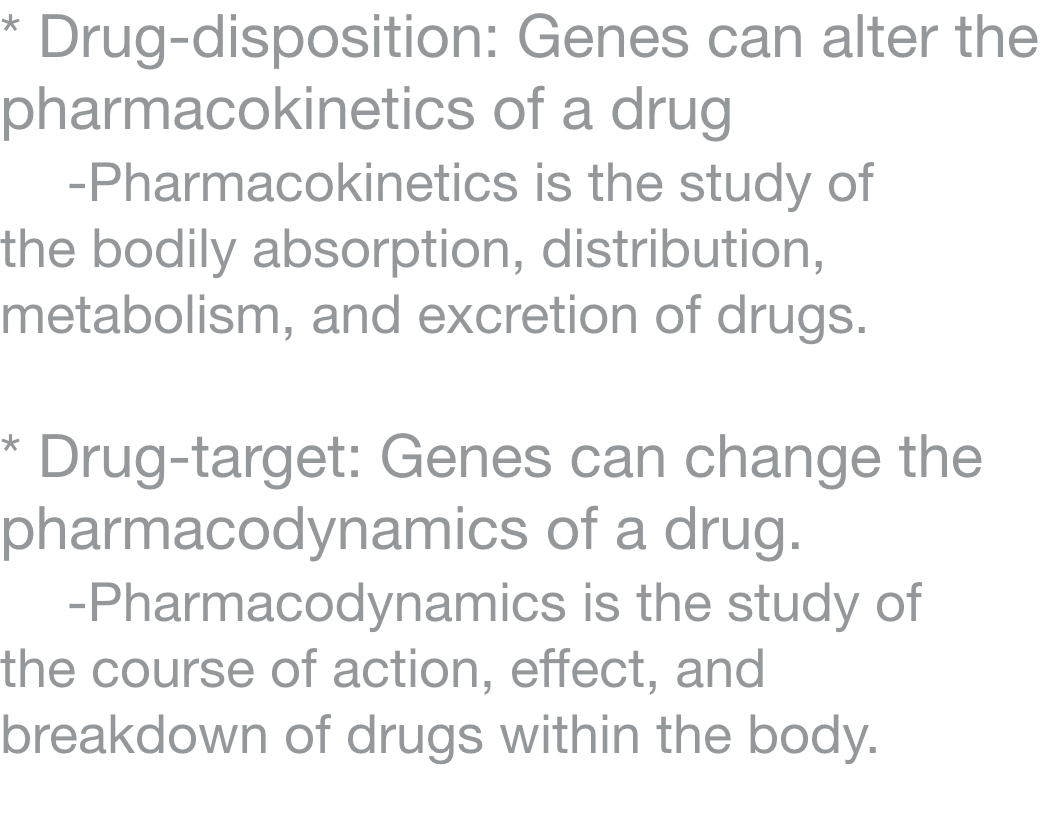 * Drug-disposition: Genes can alter the
pharmacokinetics of a drug
-Pharmacokinetics is the study of
the bodily absorption, distribution,
metabolism, and excretion of drugs.
* Drug-target: Genes can change the
pharmacodynamics of a drug.
-Pharmacodynamics is the study of
the course of action, effect, and
breakdown of drugs within the body.